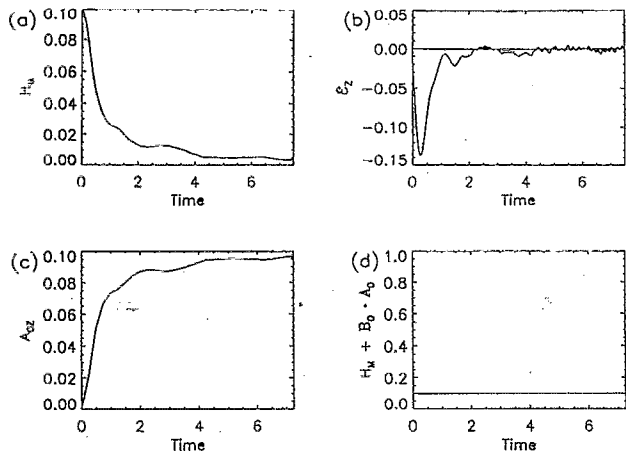 (a)
0.10
0.08
0.06
0.04
0.02
0.00
H_M
0 2 4 6
Time
(b)
0.05
0.00
-0.05
-0.10
-0.15
ℰ_z
0 2 4 6
Time
(c)
0.10
0.08
0.06
0.04
0.02
0.00
A_0z
0 2 4 6
Time
(d)
1.0
0.8
0.6
0.4
0.2
0.0
H_M + B_0 · A_0
0 2 4 6
Time